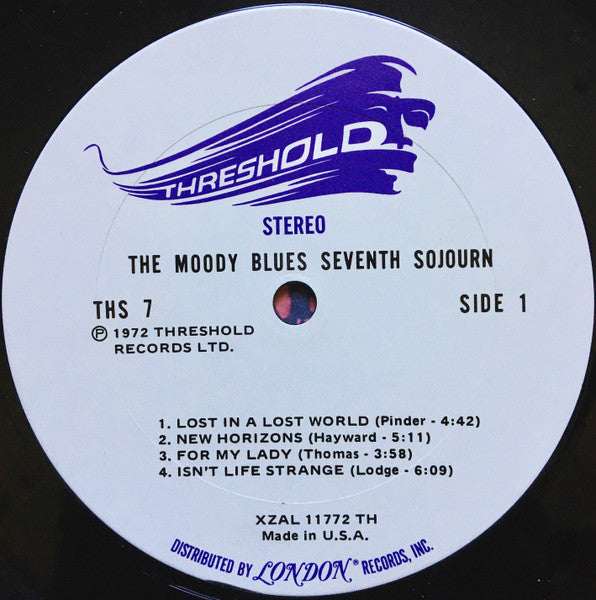 THRESHOLD
STEREO
THE MOODY BLUES SEVENTH SOJOURN
THS 7
SIDE 1
Ⓟ 1972 THRESHOLD
RECORDS LTD.
1. LOST IN A LOST WORLD (Pinder - 4:42)
2. NEW HORIZONS (Hayward - 5:11)
3. FOR MY LADY (Thomas - 3:58)
4. ISN'T LIFE STRANGE (Lodge - 6:09)
XZAL 11772 TH
Made in U.S.A.
DISTRIBUTED BY LONDON® RECORDS, INC.